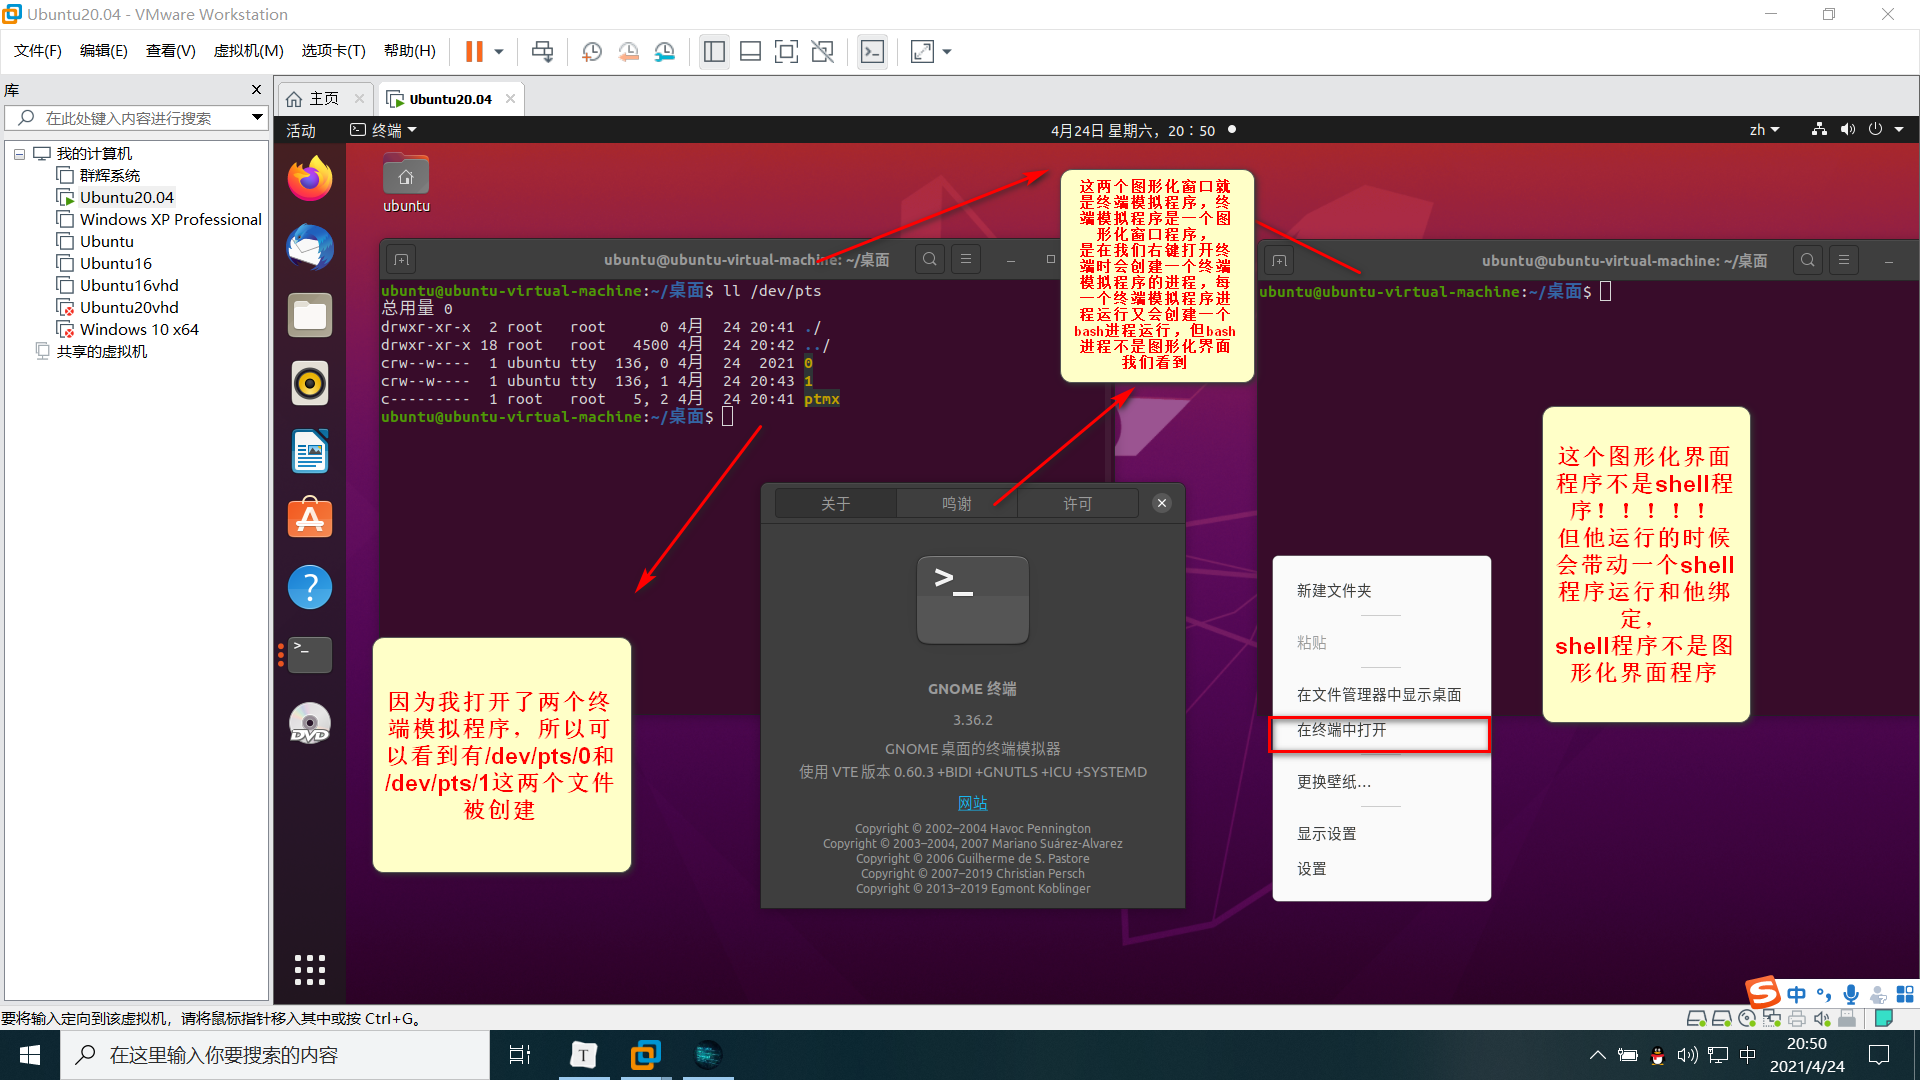 Ubuntu20.04 - VMware Workstation
文件(F) 编辑(E) 查看(V) 虚拟机(M) 选项卡(T) 帮助(H)
库
在此处键入内容进行搜索
我的计算机
群辉系统
Ubuntu20.04
Windows XP Professional
Ubuntu
Ubuntu16
Ubuntu16vhd
Ubuntu20vhd
Windows 10 x64
共享的虚拟机
主页
Ubuntu20.04
活动
终端
4月24日 星期六, 20:50
zh
ubuntu
ubuntu@ubuntu-virtual-machine: ~/桌面
ubuntu@ubuntu-virtual-machine:~/桌面$ ll /dev/pts
总用量 0
drwxr-xr-x 2 root root 0 4月 24 20:41 ./
drwxr-xr-x 18 root root 4500 4月 24 20:42 ../
crw--w---- 1 ubuntu tty 136, 0 4月 24 2021 0
crw--w---- 1 ubuntu tty 136, 1 4月 24 20:43 1
c--------- 1 root root 5, 2 4月 24 20:41 ptmx
ubuntu@ubuntu-virtual-machine:~/桌面$
这两个图形化窗口就
是终端模拟程序，终
端模拟程序是一个图
形化窗口程序，
是在我们右键打开终
端时会创建一个终端
模拟程序的进程，每
一个终端模拟程序进
程运行又会创建一个
bash进程运行，但bash
进程不是图形化界面
我们看到
ubuntu@ubuntu-virtual-machine: ~/桌面
ubuntu@ubuntu-virtual-machine:~/桌面$
这个图形化界面
程序不是shell程
序！！！！！
但他运行的时候
会带动一个shell
程序运行和他绑
定，
shell程序不是图
形化界面程序
因为我打开了两个终
端模拟程序，所以可
以看到有/dev/pts/0和
/dev/pts/1这两个文件
被创建
关于
鸣谢
许可
>_
GNOME 终端
3.36.2
GNOME 桌面的终端模拟器
使用 VTE 版本 0.60.3 +BIDI +GNUTLS +ICU +SYSTEMD
网站
Copyright © 2002–2004 Havoc Pennington
Copyright © 2003–2004, 2007 Mariano Suárez-Alvarez
Copyright © 2006 Guilherme de S. Pastore
Copyright © 2007–2019 Christian Persch
Copyright © 2013–2019 Egmont Koblinger
新建文件夹
粘贴
在文件管理器中显示桌面
在终端中打开
更换壁纸...
显示设置
设置
DVD
中
要将输入定向到该虚拟机，请将鼠标指针移入其中或按 Ctrl+G。
在这里输入你要搜索的内容
T
中
20:50
2021/4/24